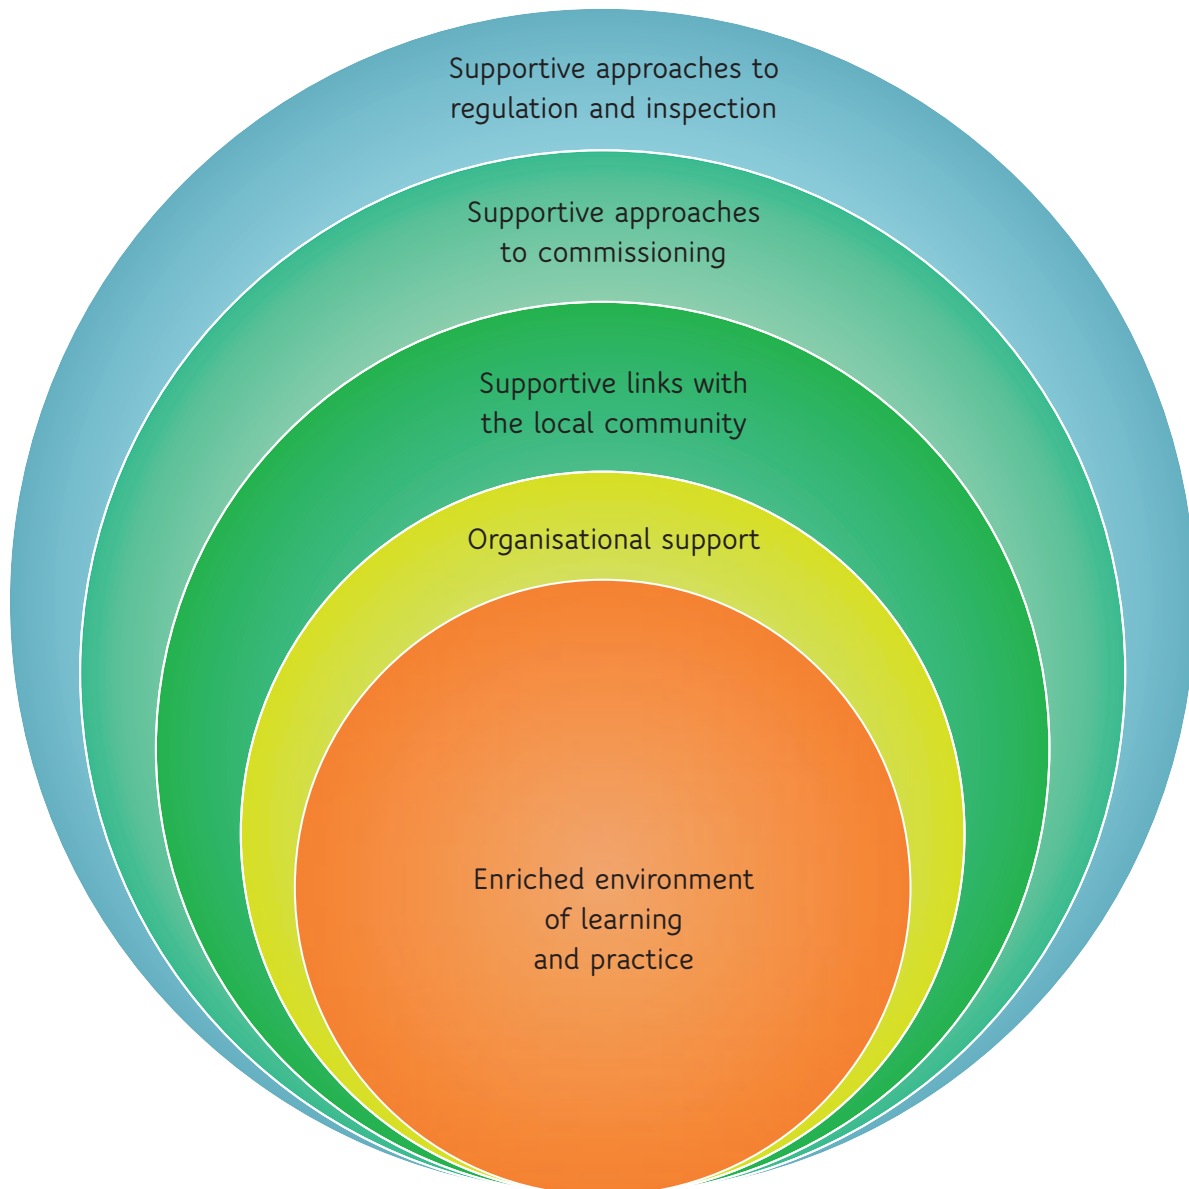 Supportive approaches to
regulation and inspection
Supportive approaches
to commissioning
Supportive links with
the local community
Organisational support
Enriched environment
of learning
and practice